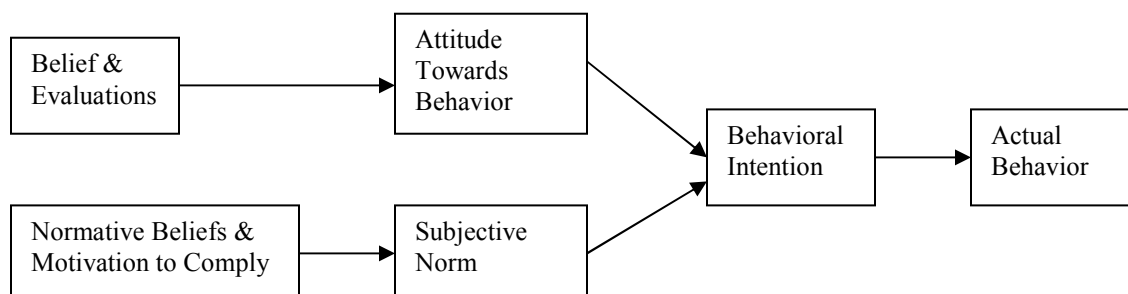 Belief &
Evaluations
Attitude
Towards
Behavior
Behavioral
Intention
Actual
Behavior
Normative Beliefs &
Motivation to Comply
Subjective
Norm